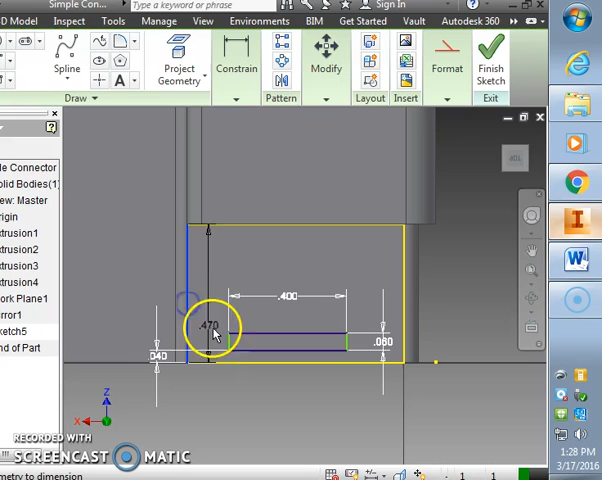 Simple Con...
Type a keyword or phrase
Sign In
D Model
Inspect
Tools
Manage
View
Environments
BIM
Get Started
Vault
Autodesk 360
Spline
Project
Geometry
Constrain
Pattern
Modify
Layout
Insert
Format
Finish
Sketch
Draw
Exit
le Connector
olid Bodies(1)
ew: Master
rigin
xtrusion1
xtrusion2
xtrusion3
xtrusion4
ork Plane1
irror1
ketch5
nd of Part
.400
.470
.060
.040
Z
X
RECORDED WITH
SCREENCAST MATIC
metry to dimension
1
1
1:28 PM
3/17/2016